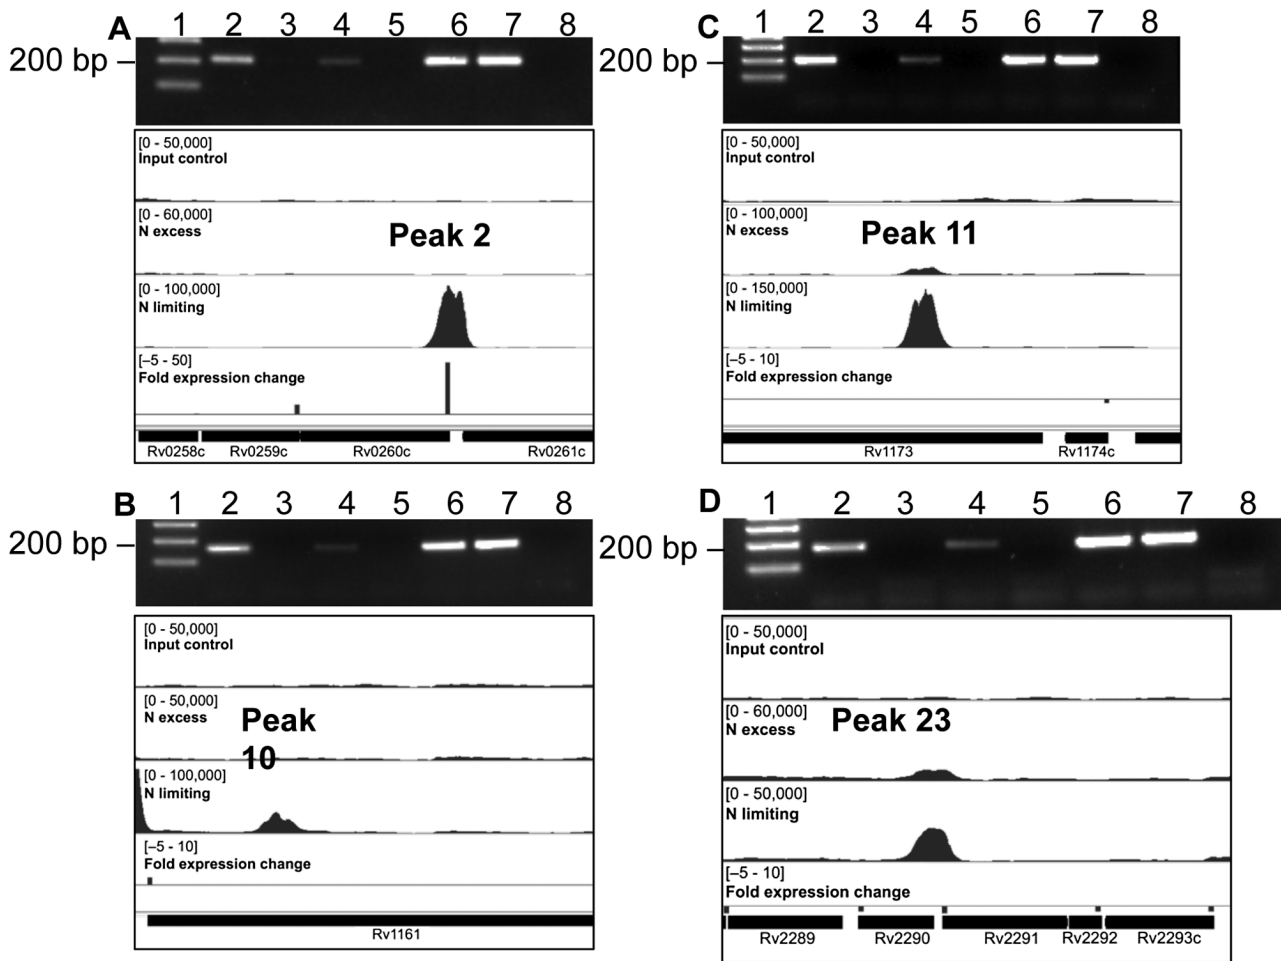 A 1 2 3 4 5 6 7 8
200 bp
[0 - 50,000]
Input control
[0 - 60,000]
N excess
Peak 2
[0 - 100,000]
N limiting
[–5 - 50]
Fold expression change
Rv0258c Rv0259c Rv0260c Rv0261c
C 1 2 3 4 5 6 7 8
200 bp
[0 - 50,000]
Input control
[0 - 100,000]
N excess
Peak 11
[0 - 150,000]
N limiting
[–5 - 10]
Fold expression change
Rv1173 Rv1174c
B 1 2 3 4 5 6 7 8
200 bp
[0 - 50,000]
Input control
[0 - 50,000]
N excess
Peak
10
[0 - 100,000]
N limiting
[–5 - 10]
Fold expression change
Rv1161
D 1 2 3 4 5 6 7 8
200 bp
[0 - 50,000]
Input control
[0 - 60,000]
N excess
Peak 23
[0 - 50,000]
N limiting
[–5 - 10]
Fold expression change
Rv2289 Rv2290 Rv2291 Rv2292 Rv2293c